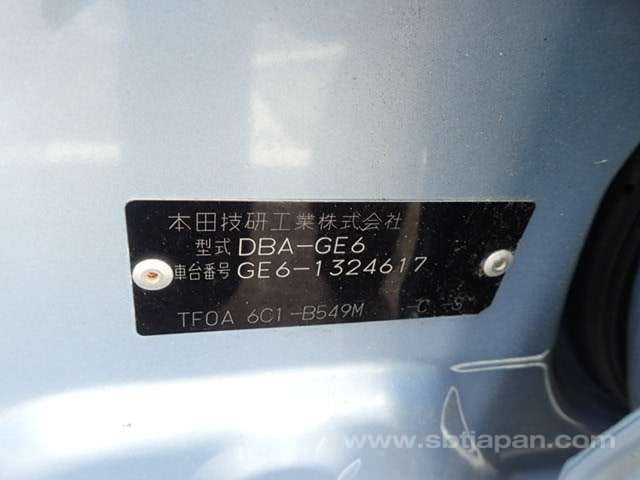 本田技研工業株式会社
型式 DBA-GE6
車台番号 GE6-1324617
TF0A 6C1-B549M -C -S
www.sbtjapan.com